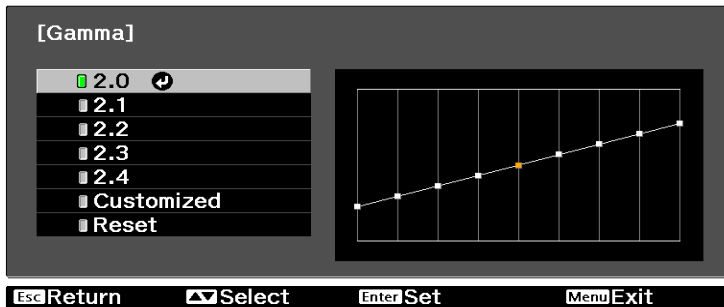 [Gamma]
2.0
2.1
2.2
2.3
2.4
Customized
Reset
Esc Return Select Enter Set Menu Exit